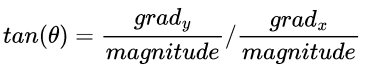 tan(θ) = grad_y/magnitude / grad_x/magnitude